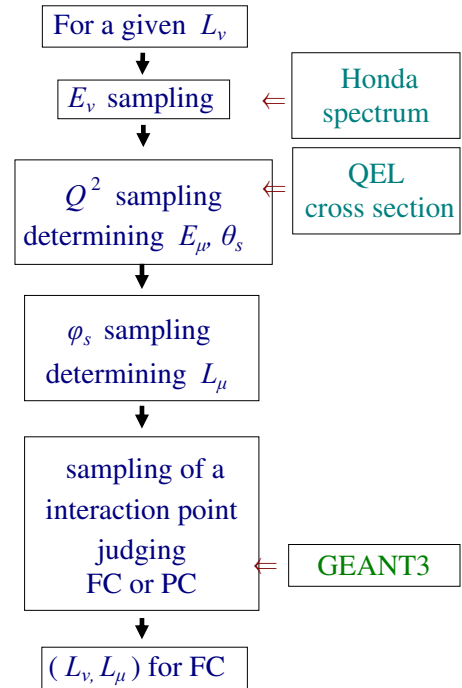 For a given L_ν
E_ν sampling
⇐
Honda
spectrum
Q² sampling
determining E_μ, θ_s
⇐
QEL
cross section
φ_s sampling
determining L_μ
sampling of a
interaction point
judging
FC or PC
⇐
GEANT3
( L_ν, L_μ ) for FC